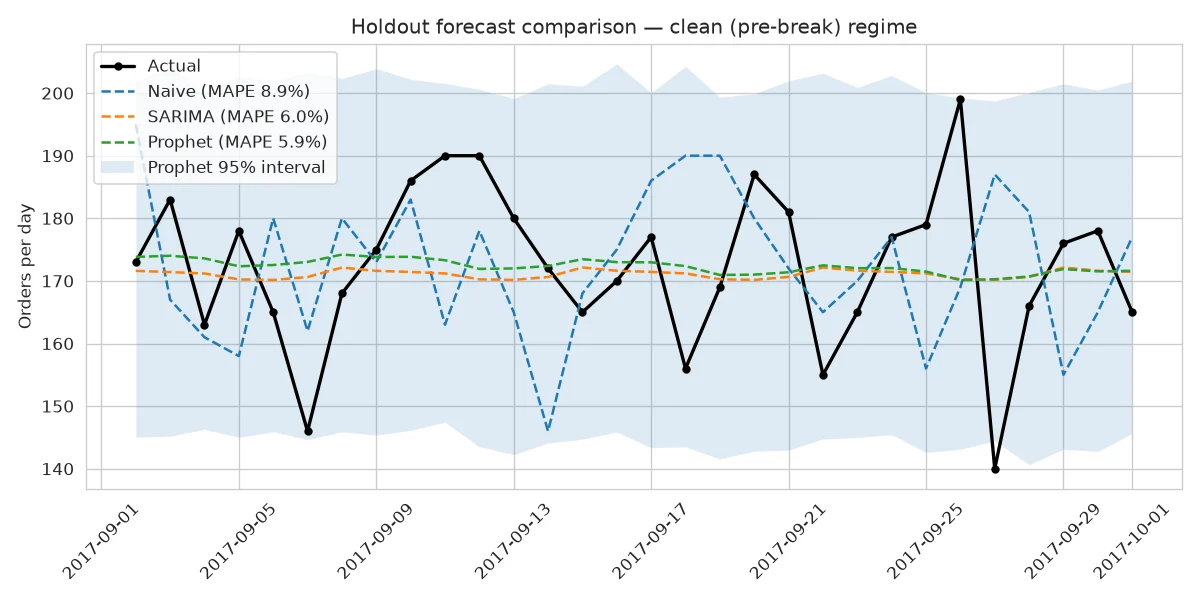 Holdout forecast comparison — clean (pre-break) regime
Actual
Naive (MAPE 8.9%)
SARIMA (MAPE 6.0%)
Prophet (MAPE 5.9%)
Prophet 95% interval
Orders per day
200
190
180
170
160
150
140
2017-09-01
2017-09-05
2017-09-09
2017-09-13
2017-09-17
2017-09-21
2017-09-25
2017-09-29
2017-10-01